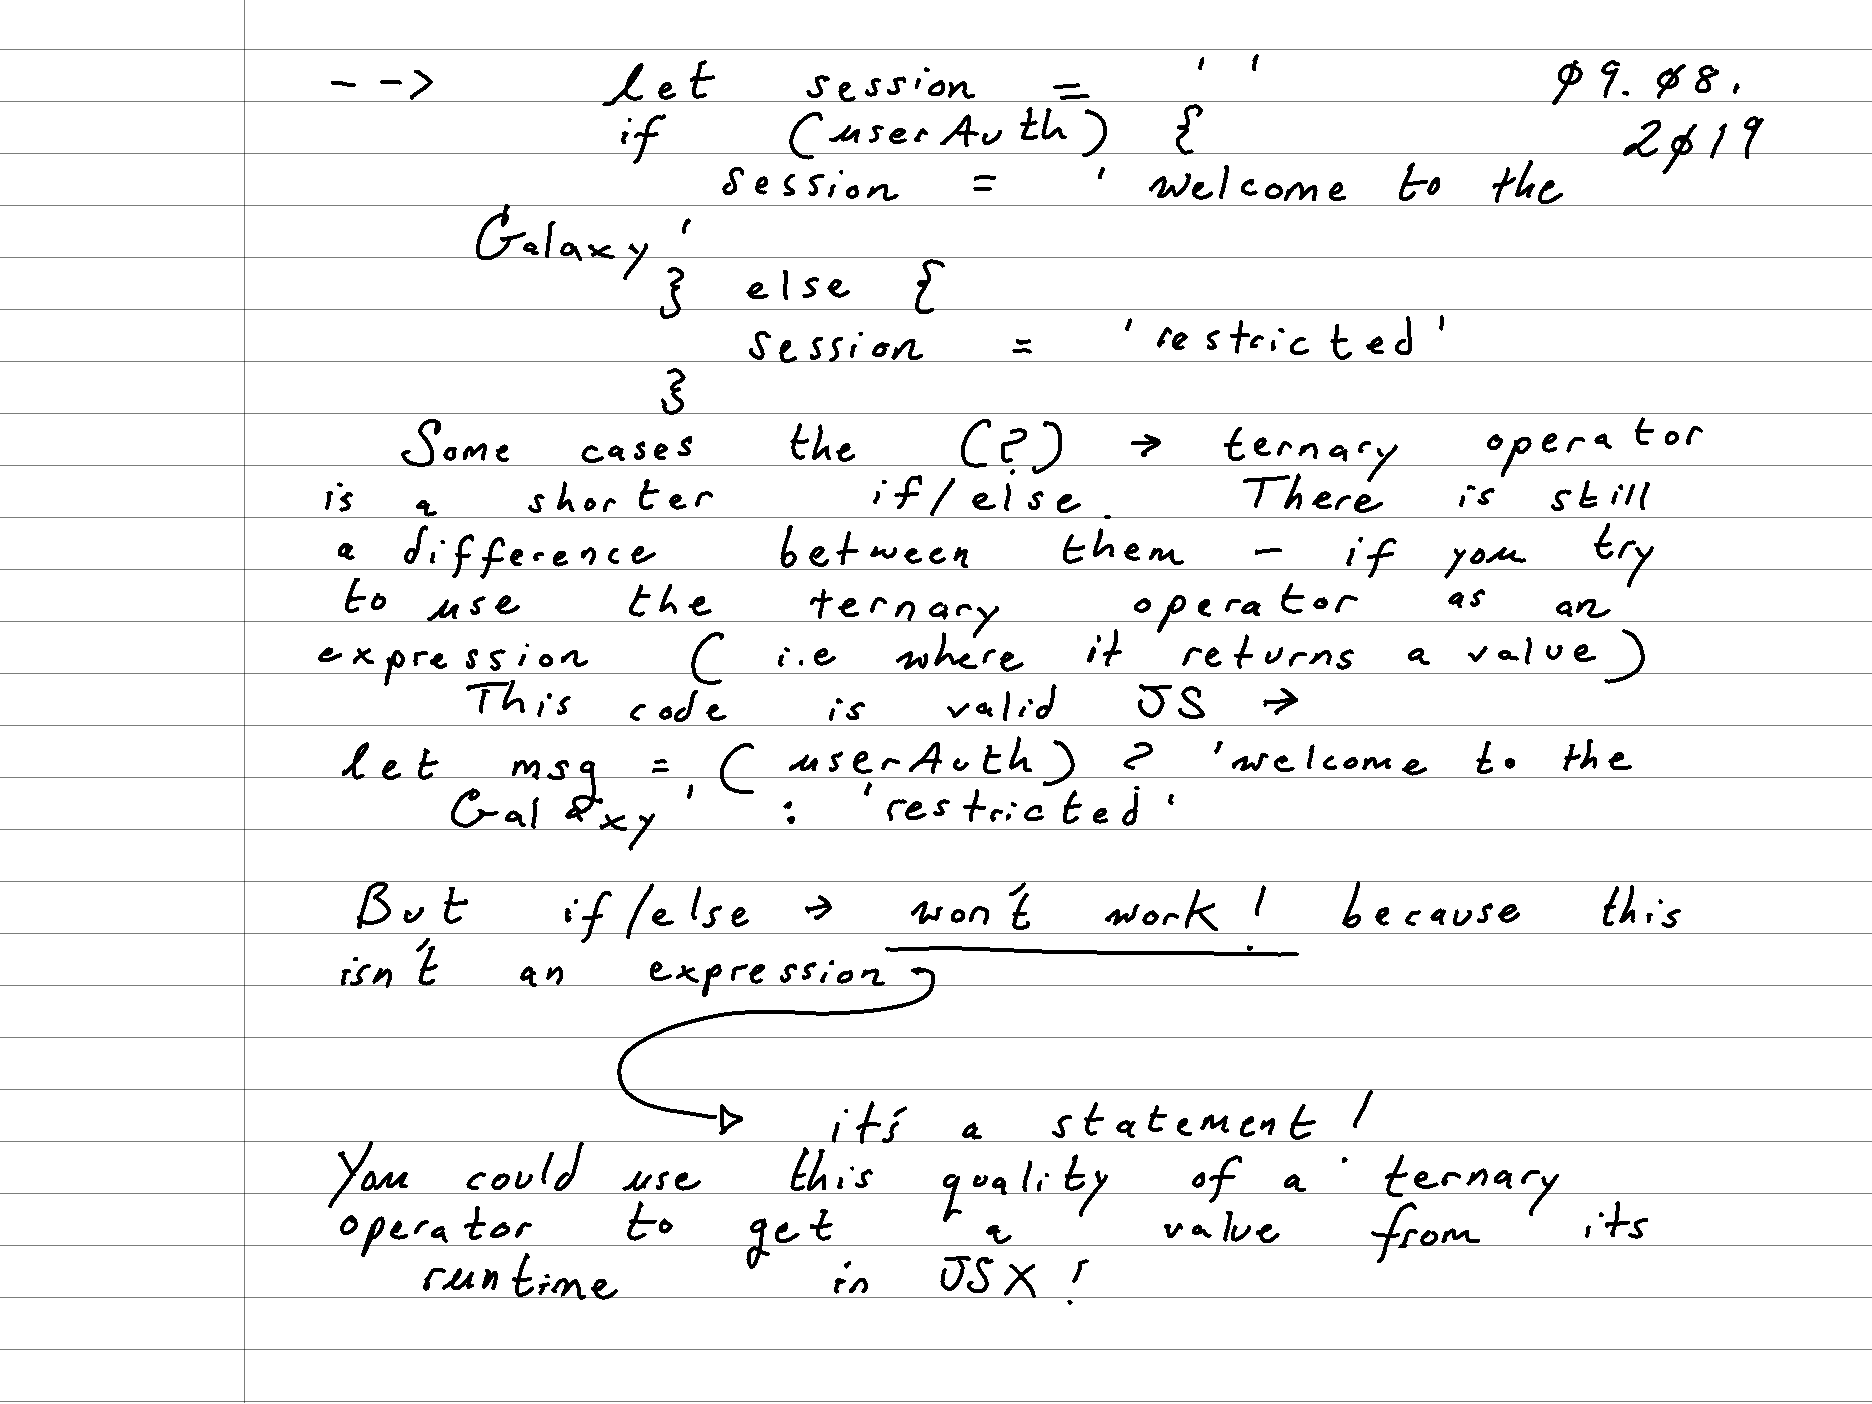 --> let session = ' ' Ø9. Ø8.
if (userAuth) { 2Ø19
session = ' welcome to the
Galaxy '
} else {
session = ' restricted '
}
Some cases the (?) → ternary operator
is a shorter if/else. There is still
a difference between them - if you try
to use the ternary operator as an
expression ( i.e where it returns a value)
This code is valid JS →
let msg = ( userAuth) ? 'welcome to the
Galaxy ' : 'restricted '
But if/else → won't work ! because this
isn't an expression
it's a statement !
You could use this quality of a ternary
operator to get a value from its
runtime in JSX !